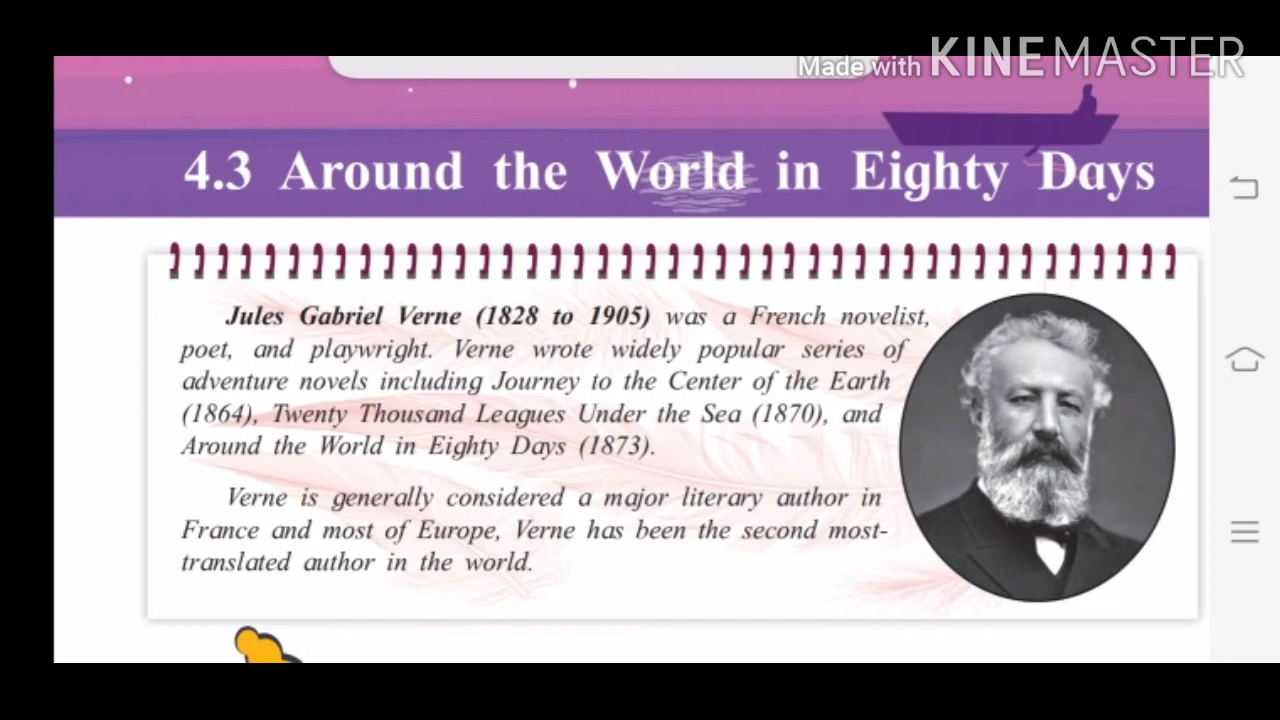 Made with KINEMASTER
4.3 Around the World in Eighty Days
Jules Gabriel Verne (1828 to 1905) was a French novelist,
poet, and playwright. Verne wrote widely popular series of
adventure novels including Journey to the Center of the Earth
(1864), Twenty Thousand Leagues Under the Sea (1870), and
Around the World in Eighty Days (1873).
Verne is generally considered a major literary author in
France and most of Europe, Verne has been the second most-
translated author in the world.